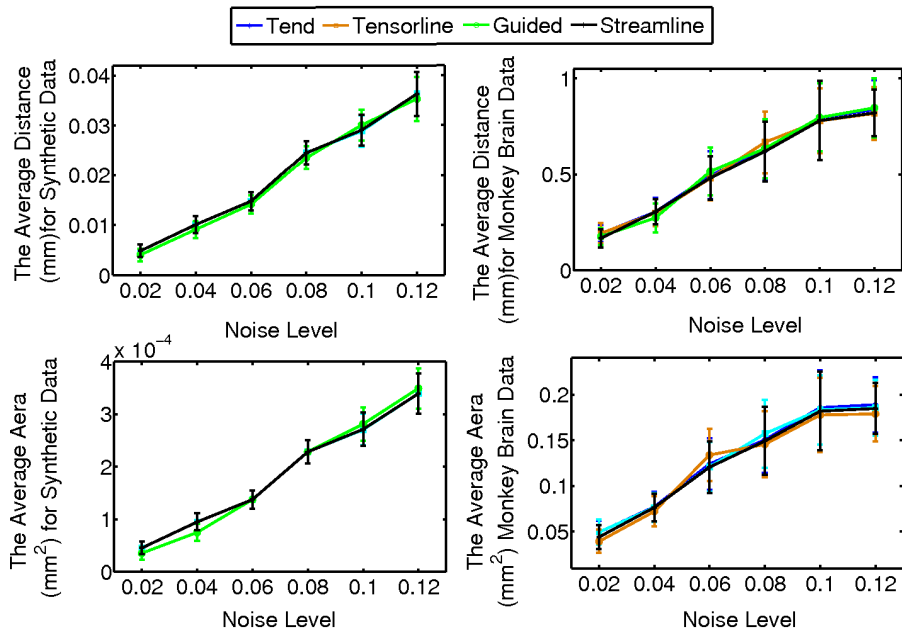 Tend Tensorline Guided Streamline
The Average Distance
(mm)for Synthetic Data
0.04
0.03
0.02
0.01
0
0.02 0.04 0.06 0.08 0.1 0.12
Noise Level
The Average Distance
(mm)for Monkey Brain Data
1
0.5
0
0.02 0.04 0.06 0.08 0.1 0.12
Noise Level
The Average Aera
(mm²) for Synthetic Data
x 10⁻⁴
4
3
2
1
0
0.02 0.04 0.06 0.08 0.1 0.12
Noise Level
The Average Aera
(mm²) Monkey Brain Data
0.2
0.15
0.1
0.05
0.02 0.04 0.06 0.08 0.1 0.12
Noise Level